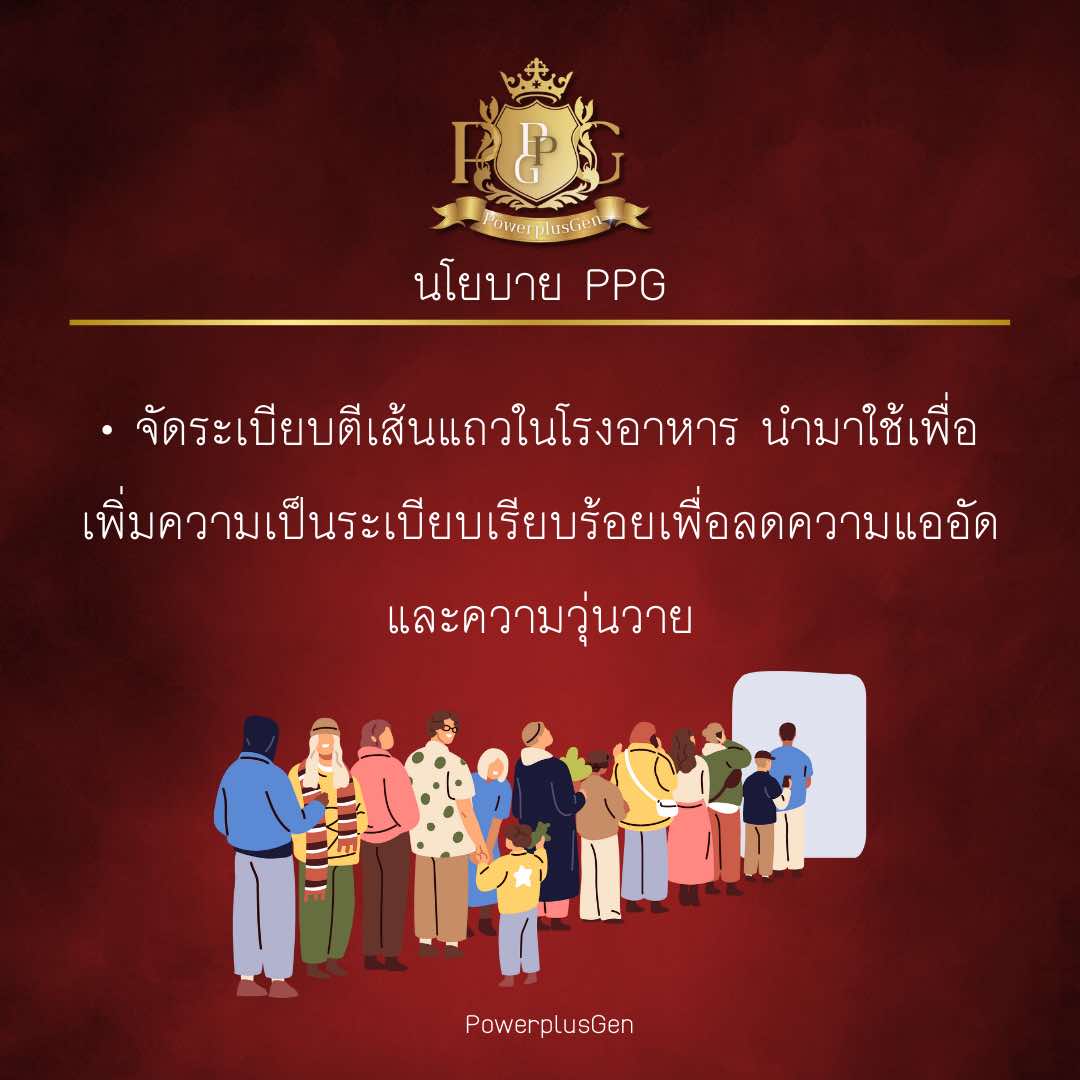 P G
PPG
PowerplusGen
นโยบาย PPG
• จัดระเบียบตีเส้นแถวในโรงอาหาร นำมาใช้เพื่อ
เพิ่มความเป็นระเบียบเรียบร้อยเพื่อลดความแออัด
และความวุ่นวาย
PowerplusGen